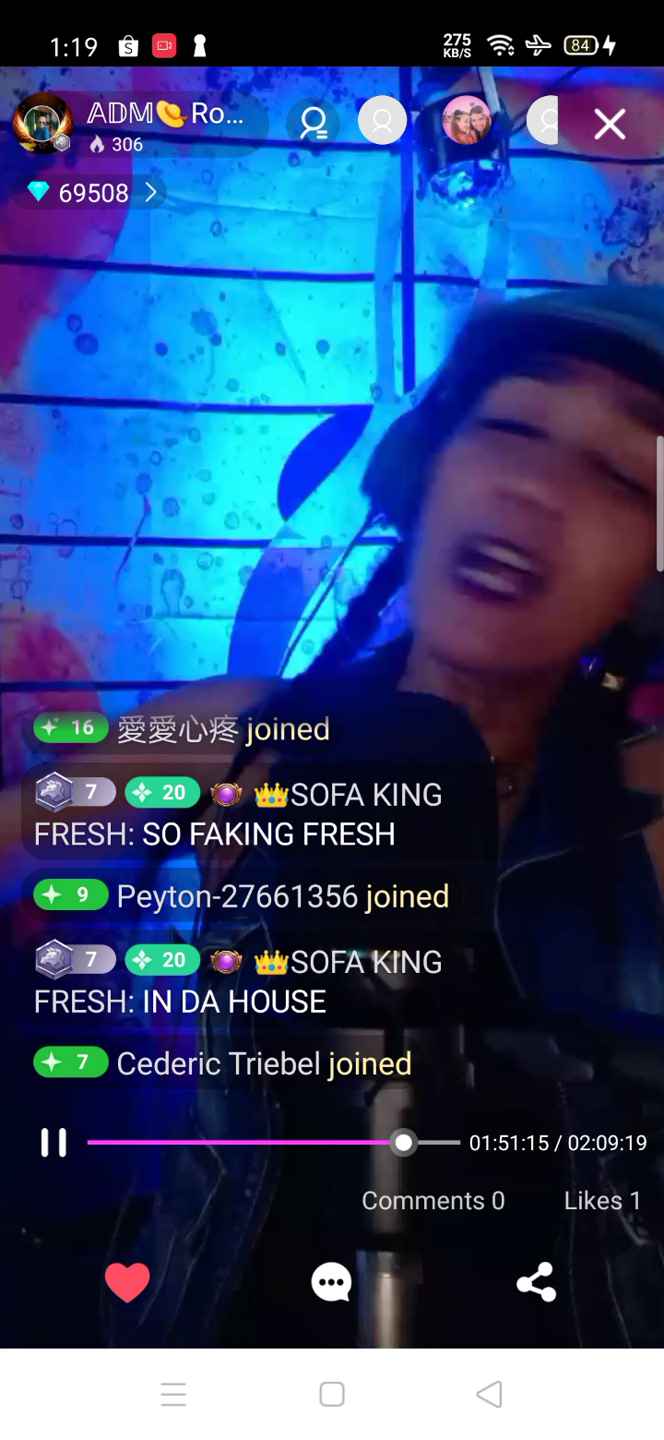 1:19
275
KB/S
84
𝔸𝔻𝕄👒Ro...
306
69508
16 愛愛心疼 joined
7 20 👑SOFA KING
FRESH: SO FAKING FRESH
9 Peyton-27661356 joined
7 20 👑SOFA KING
FRESH: IN DA HOUSE
7 Cederic Triebel joined
01:51:15 / 02:09:19
Comments 0 Likes 1